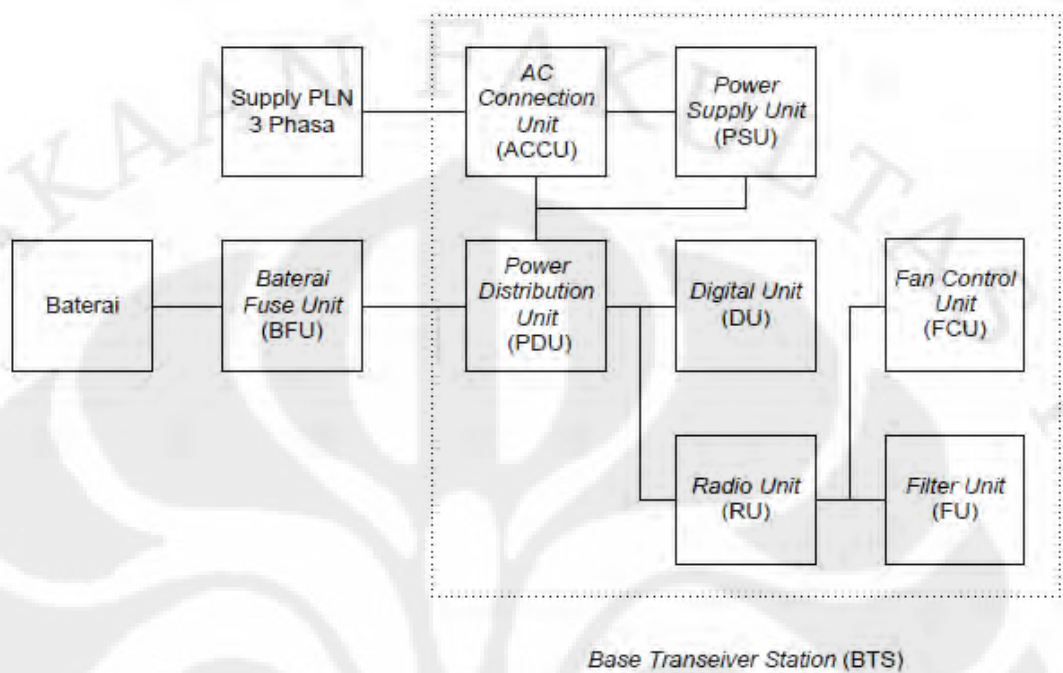 Supply PLN
3 Phasa
AC
Connection
Unit
(ACCU)
Power
Supply Unit
(PSU)
Baterai
Baterai
Fuse Unit
(BFU)
Power
Distribution
Unit
(PDU)
Digital Unit
(DU)
Fan Control
Unit
(FCU)
Radio Unit
(RU)
Filter Unit
(FU)
Base Transeiver Station (BTS)
AKAAN FAKULTAS